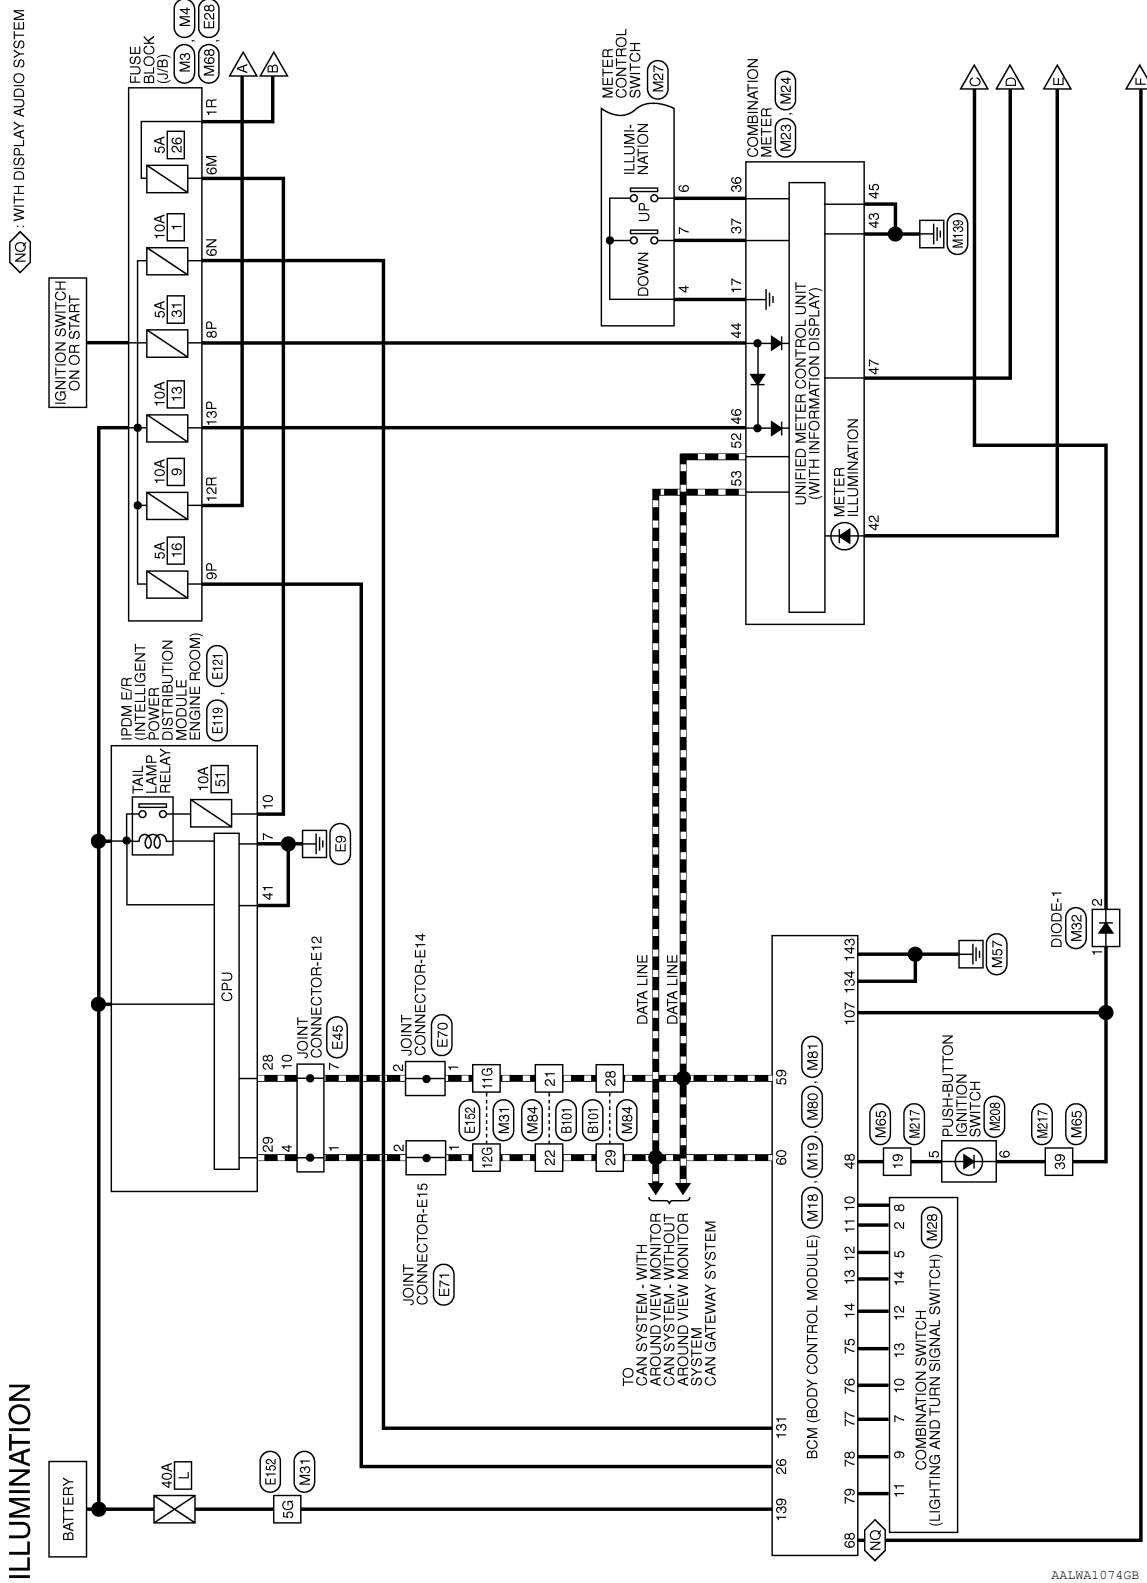 ILLUMINATION
NQ : WITH DISPLAY AUDIO SYSTEM
BATTERY
IGNITION SWITCH
ON OR START
40A
L
E152
M31
5G
IPDM E/R
(INTELLIGENT
POWER
DISTRIBUTION
MODULE
ENGINE ROOM)
E119 , E121
TAIL
LAMP
RELAY
10A
51
CPU
29
28
41
7
10
E9
FUSE
BLOCK
(J/B)
M3 , M4
M68 , E28
5A
16
10A
9
10A
13
5A
31
10A
1
5A
26
9P
12R
13P
8P
6N
6M
1R
A
B
JOINT
CONNECTOR-E12
E45
4
10
1
7
JOINT
CONNECTOR-E14
E70
2
1
JOINT
CONNECTOR-E15
E71
2
1
12G
E152
M31
11G
22
M84
B101
21
29
B101
M84
28
DATA LINE
DATA LINE
TO
CAN SYSTEM - WITH
AROUND VIEW MONITOR
CAN SYSTEM - WITHOUT
AROUND VIEW MONITOR
SYSTEM
CAN GATEWAY SYSTEM
METER
CONTROL
SWITCH
M27
ILLUMI-
NATION
DOWN
UP
4
7
6
COMBINATION
METER
M23 , M24
53
52
46
44
17
37
36
UNIFIED METER CONTROL UNIT
(WITH INFORMATION DISPLAY)
METER
ILLUMINATION
42
47
43
45
M139
C
D
E
F
139
26
131
60
59
BCM (BODY CONTROL MODULE)
M18 , M19 , M80 , M81
68
79
78
77
76
75
14
13
12
11
10
48
107
134
143
NQ
11
9
7
10
13
12
14
5
2
8
COMBINATION SWITCH
(LIGHTING AND TURN SIGNAL SWITCH)
M28
M65
19
M217
5
PUSH-BUTTON
IGNITION
SWITCH
M208
6
M217
39
M65
M57
DIODE-1
M32
1
2
AALWA1074GB